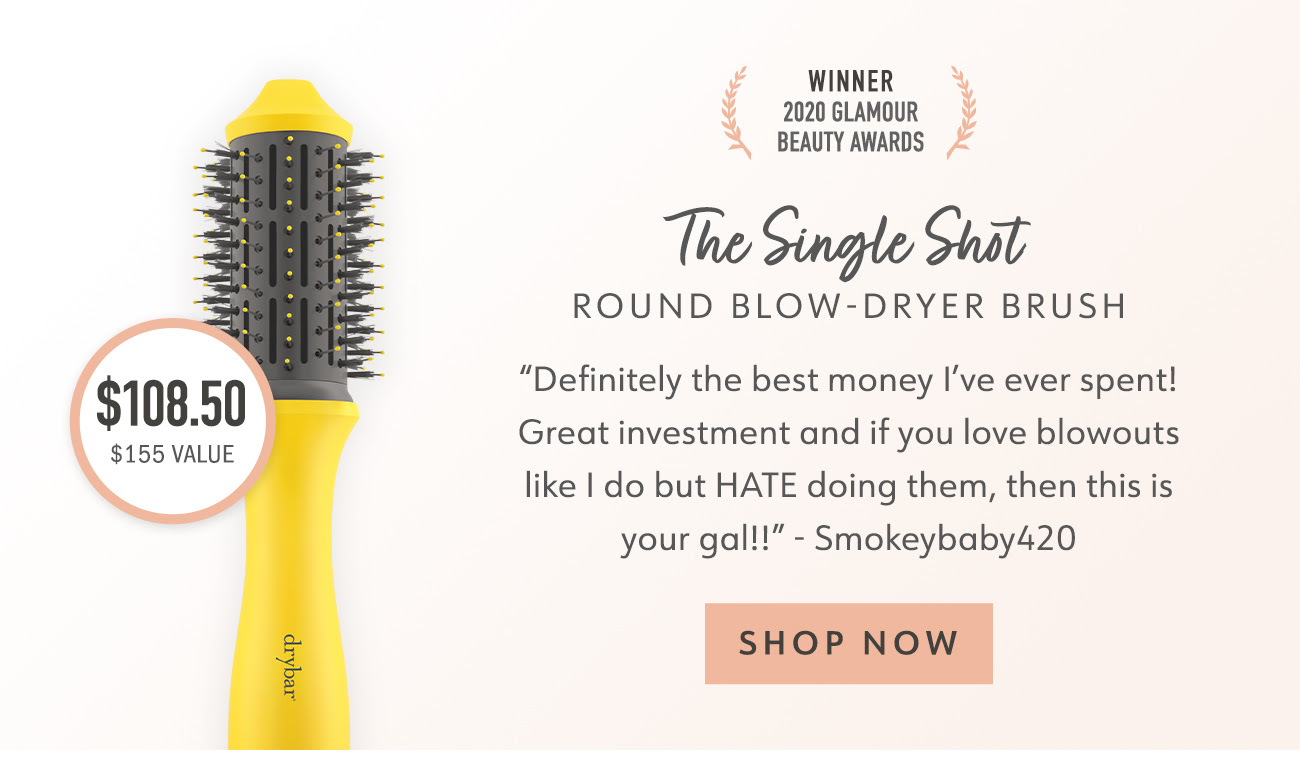 WINNER
2020 GLAMOUR
BEAUTY AWARDS
The Single Shot
ROUND BLOW-DRYER BRUSH
“Definitely the best money I’ve ever spent!
Great investment and if you love blowouts
like I do but HATE doing them, then this is
your gal!!” - Smokeybaby420
SHOP NOW
$108.50
$155 VALUE
drybar